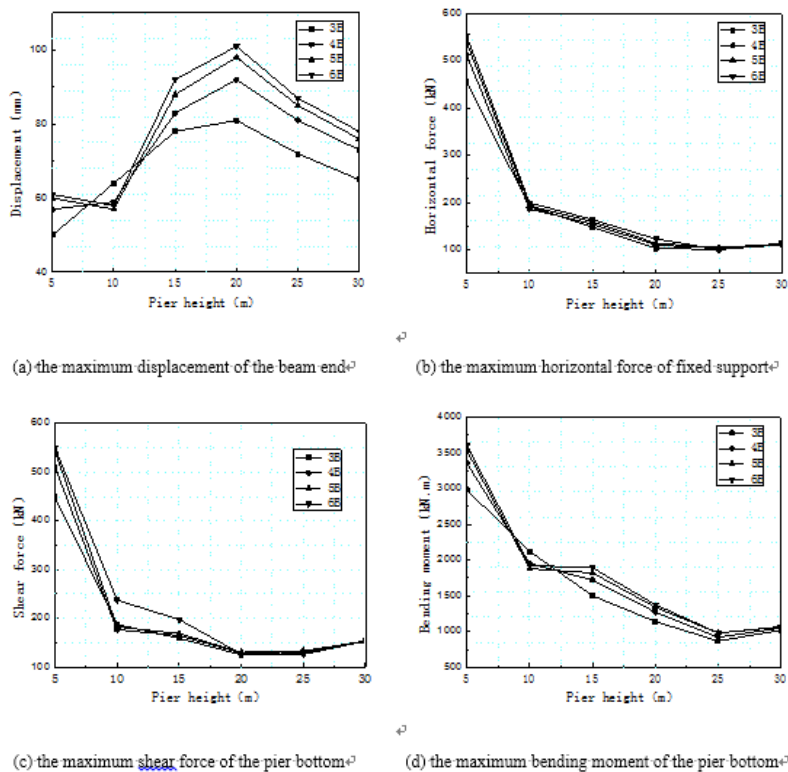 100
80
60
40
Displacement (mm)
3E
4E
5E
6E
5 10 15 20 25 30
Pier height (m)
(a) the maximum displacement of the beam end
600
500
400
300
200
100
Horizontal force (kN)
3E
4E
5E
6E
5 10 15 20 25 30
Pier height (m)
(b) the maximum horizontal force of fixed support
600
500
400
300
200
100
Shear force (kN)
3E
4E
5E
6E
5 10 15 20 25 30
Pier height (m)
(c) the maximum shear force of the pier bottom
4000
3500
3000
2500
2000
1500
1000
500
Bending moment (kN.m)
3E
4E
5E
6E
5 10 15 20 25 30
Pier height (m)
(d) the maximum bending moment of the pier bottom